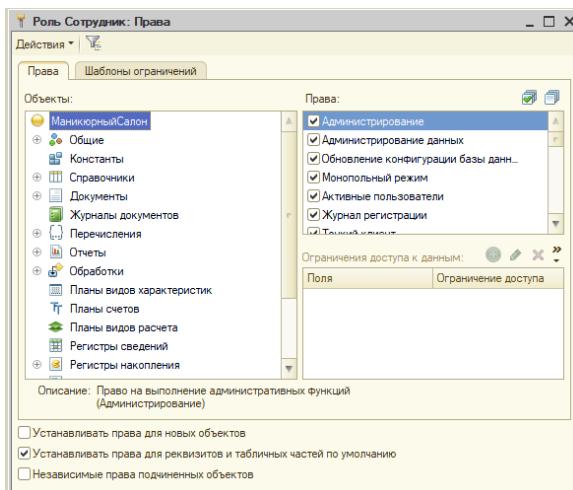 Роль Сотрудник: Права
Действия
Права Шаблоны ограничений
Объекты: Права:
МаникюрныйСалон
Общие
Константы
Справочники
Документы
Журналы документов
Перечисления
Отчеты
Обработки
Планы видов характеристик
Планы счетов
Планы видов расчета
Регистры сведений
Регистры накопления
Администрирование
Администрирование данных
Обновление конфигурации базы данн...
Монопольный режим
Активные пользователи
Журнал регистрации
Тонкий клиент
Ограничения доступа к данным:
Поля Ограничение доступа
Описание: Право на выполнение административных функций
(Администрирование)
Устанавливать права для новых объектов
Устанавливать права для реквизитов и табличных частей по умолчанию
Независимые права подчиненных объектов